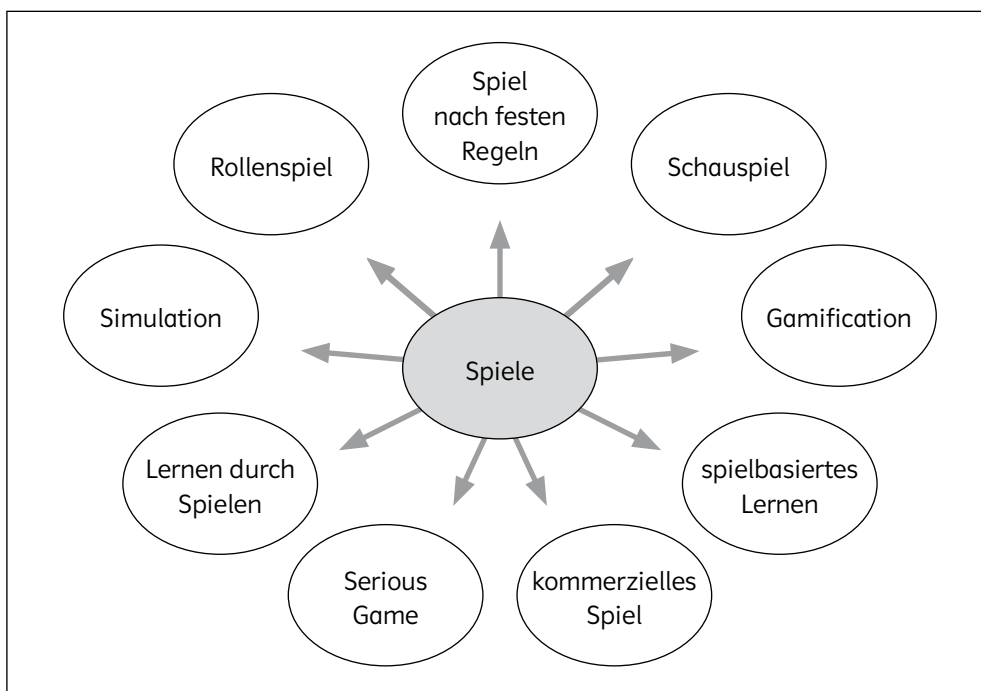 Spiel
nach festen
Regeln
Rollenspiel
Schauspiel
Simulation
Gamification
Spiele
Lernen durch
Spielen
spielbasiertes
Lernen
Serious
Game
kommerzielles
Spiel